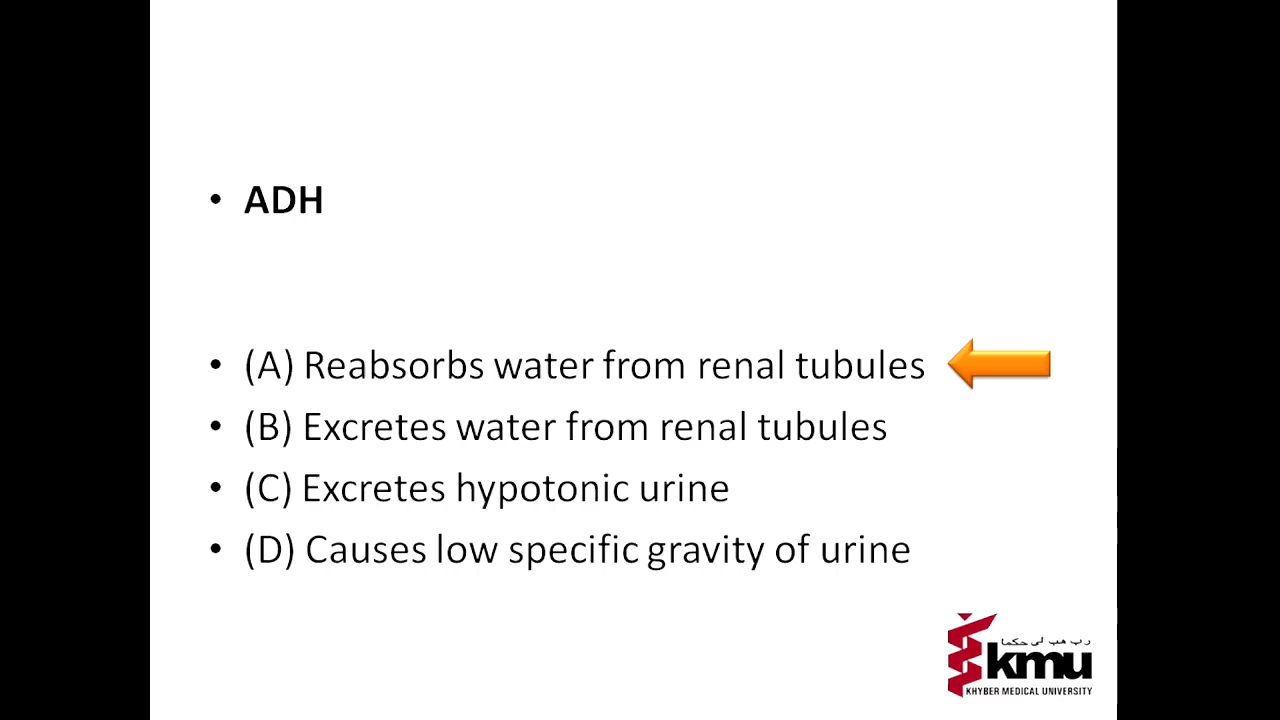 • ADH
• (A) Reabsorbs water from renal tubules
• (B) Excretes water from renal tubules
• (C) Excretes hypotonic urine
• (D) Causes low specific gravity of urine
kmu
KHYBER MEDICAL UNIVERSITY